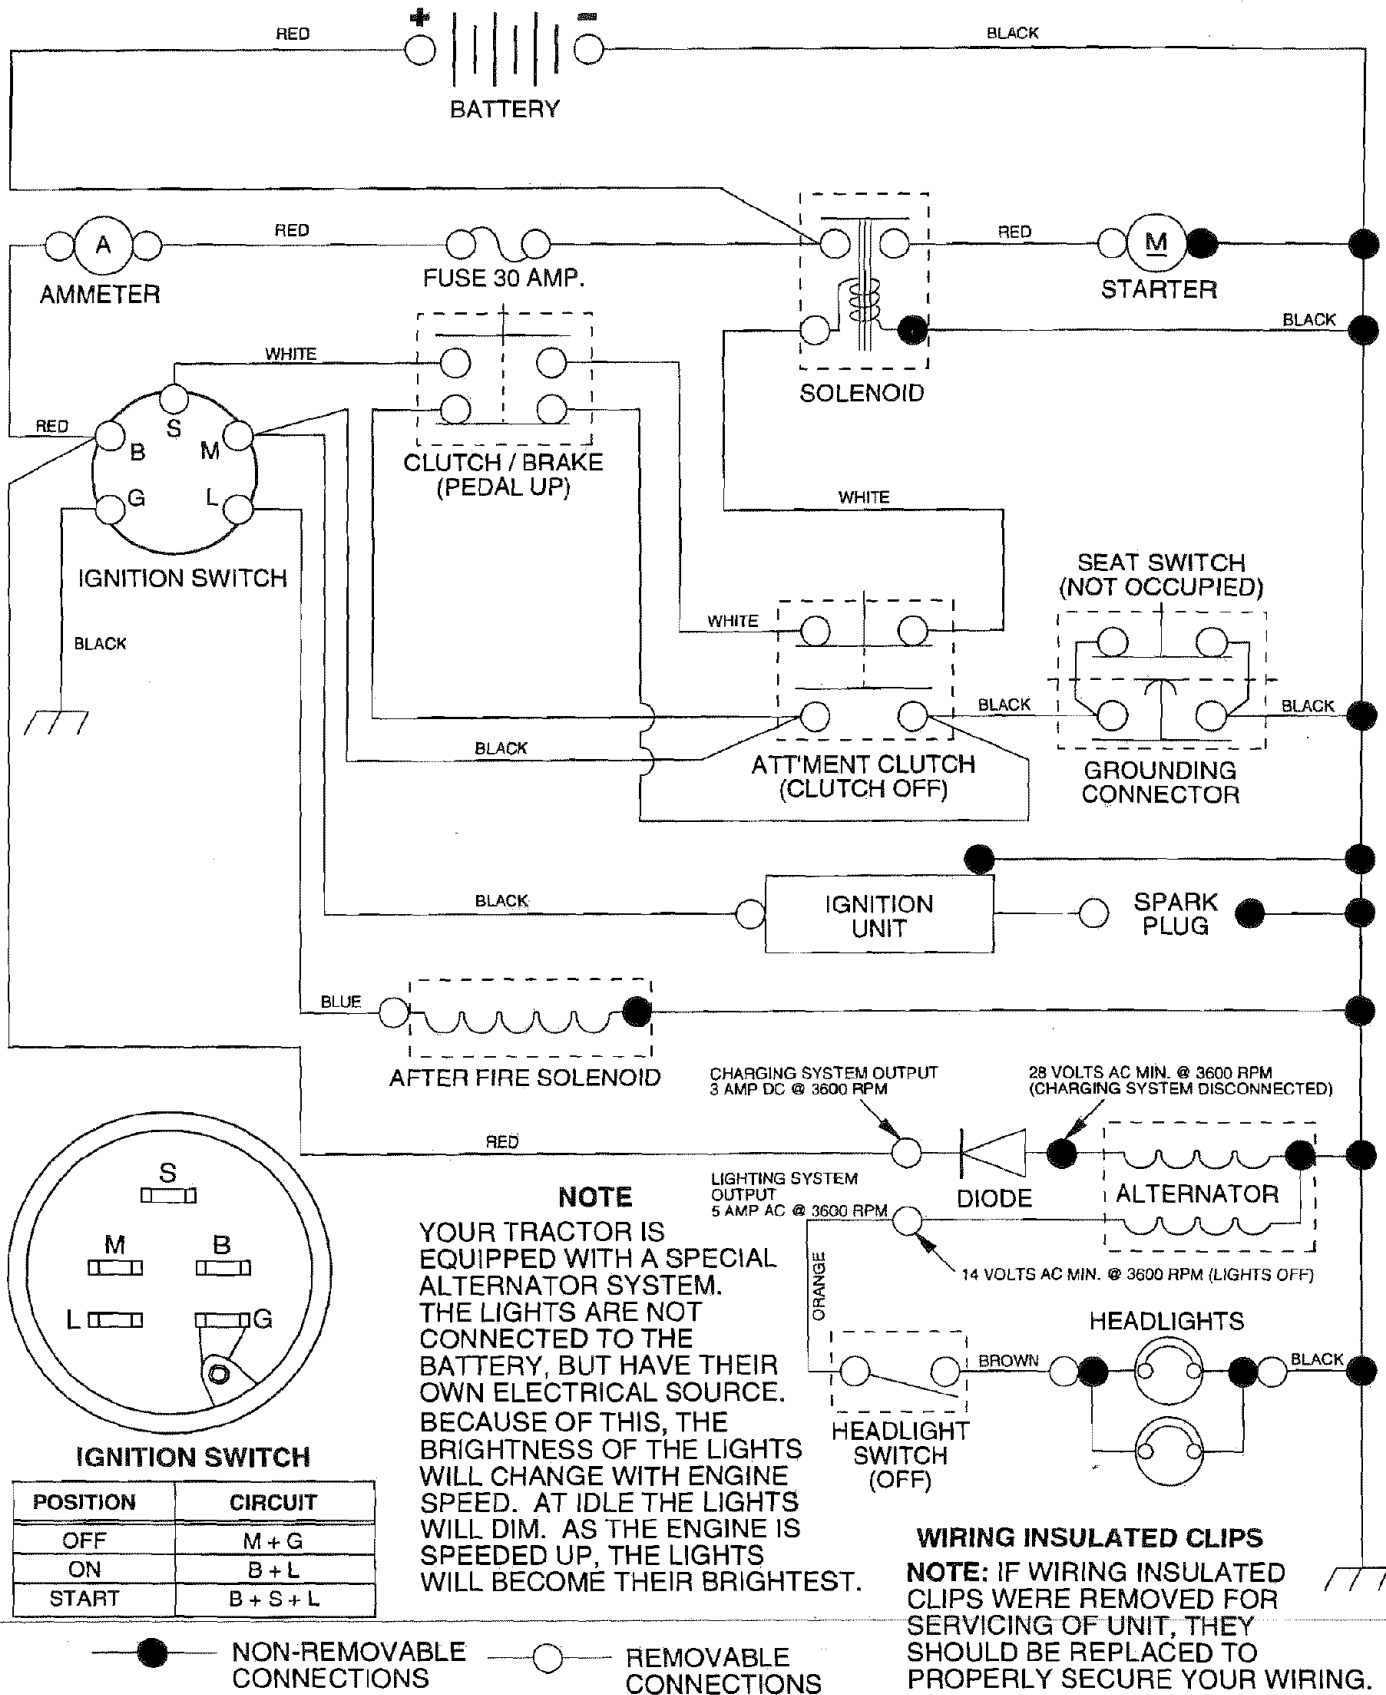 + -
RED
BLACK
BATTERY
A
RED
RED
M
AMMETER
FUSE 30 AMP.
STARTER
BLACK
WHITE
SOLENOID
RED
B
S
M
G
L
CLUTCH / BRAKE
(PEDAL UP)
WHITE
IGNITION SWITCH
SEAT SWITCH
(NOT OCCUPIED)
BLACK
WHITE
BLACK
BLACK
BLACK
ATT'MENT CLUTCH
(CLUTCH OFF)
GROUNDING
CONNECTOR
BLACK
IGNITION
UNIT
SPARK
PLUG
BLUE
AFTER FIRE SOLENOID
CHARGING SYSTEM OUTPUT
3 AMP DC @ 3600 RPM
28 VOLTS AC MIN. @ 3600 RPM
(CHARGING SYSTEM DISCONNECTED)
RED
DIODE
ALTERNATOR
LIGHTING SYSTEM
OUTPUT
5 AMP AC @ 3600 RPM
14 VOLTS AC MIN. @ 3600 RPM (LIGHTS OFF)
ORANGE
HEADLIGHTS
BROWN
BLACK
HEADLIGHT
SWITCH
(OFF)
NOTE
YOUR TRACTOR IS
EQUIPPED WITH A SPECIAL
ALTERNATOR SYSTEM.
THE LIGHTS ARE NOT
CONNECTED TO THE
BATTERY, BUT HAVE THEIR
OWN ELECTRICAL SOURCE.
BECAUSE OF THIS, THE
BRIGHTNESS OF THE LIGHTS
WILL CHANGE WITH ENGINE
SPEED. AT IDLE THE LIGHTS
WILL DIM. AS THE ENGINE IS
SPEEDED UP, THE LIGHTS
WILL BECOME THEIR BRIGHTEST.
S
M
B
L
G
IGNITION SWITCH
POSITION CIRCUIT
OFF M + G
ON B + L
START B + S + L
WIRING INSULATED CLIPS
NOTE: IF WIRING INSULATED
CLIPS WERE REMOVED FOR
SERVICING OF UNIT, THEY
SHOULD BE REPLACED TO
PROPERLY SECURE YOUR WIRING.
NON-REMOVABLE
CONNECTIONS
REMOVABLE
CONNECTIONS